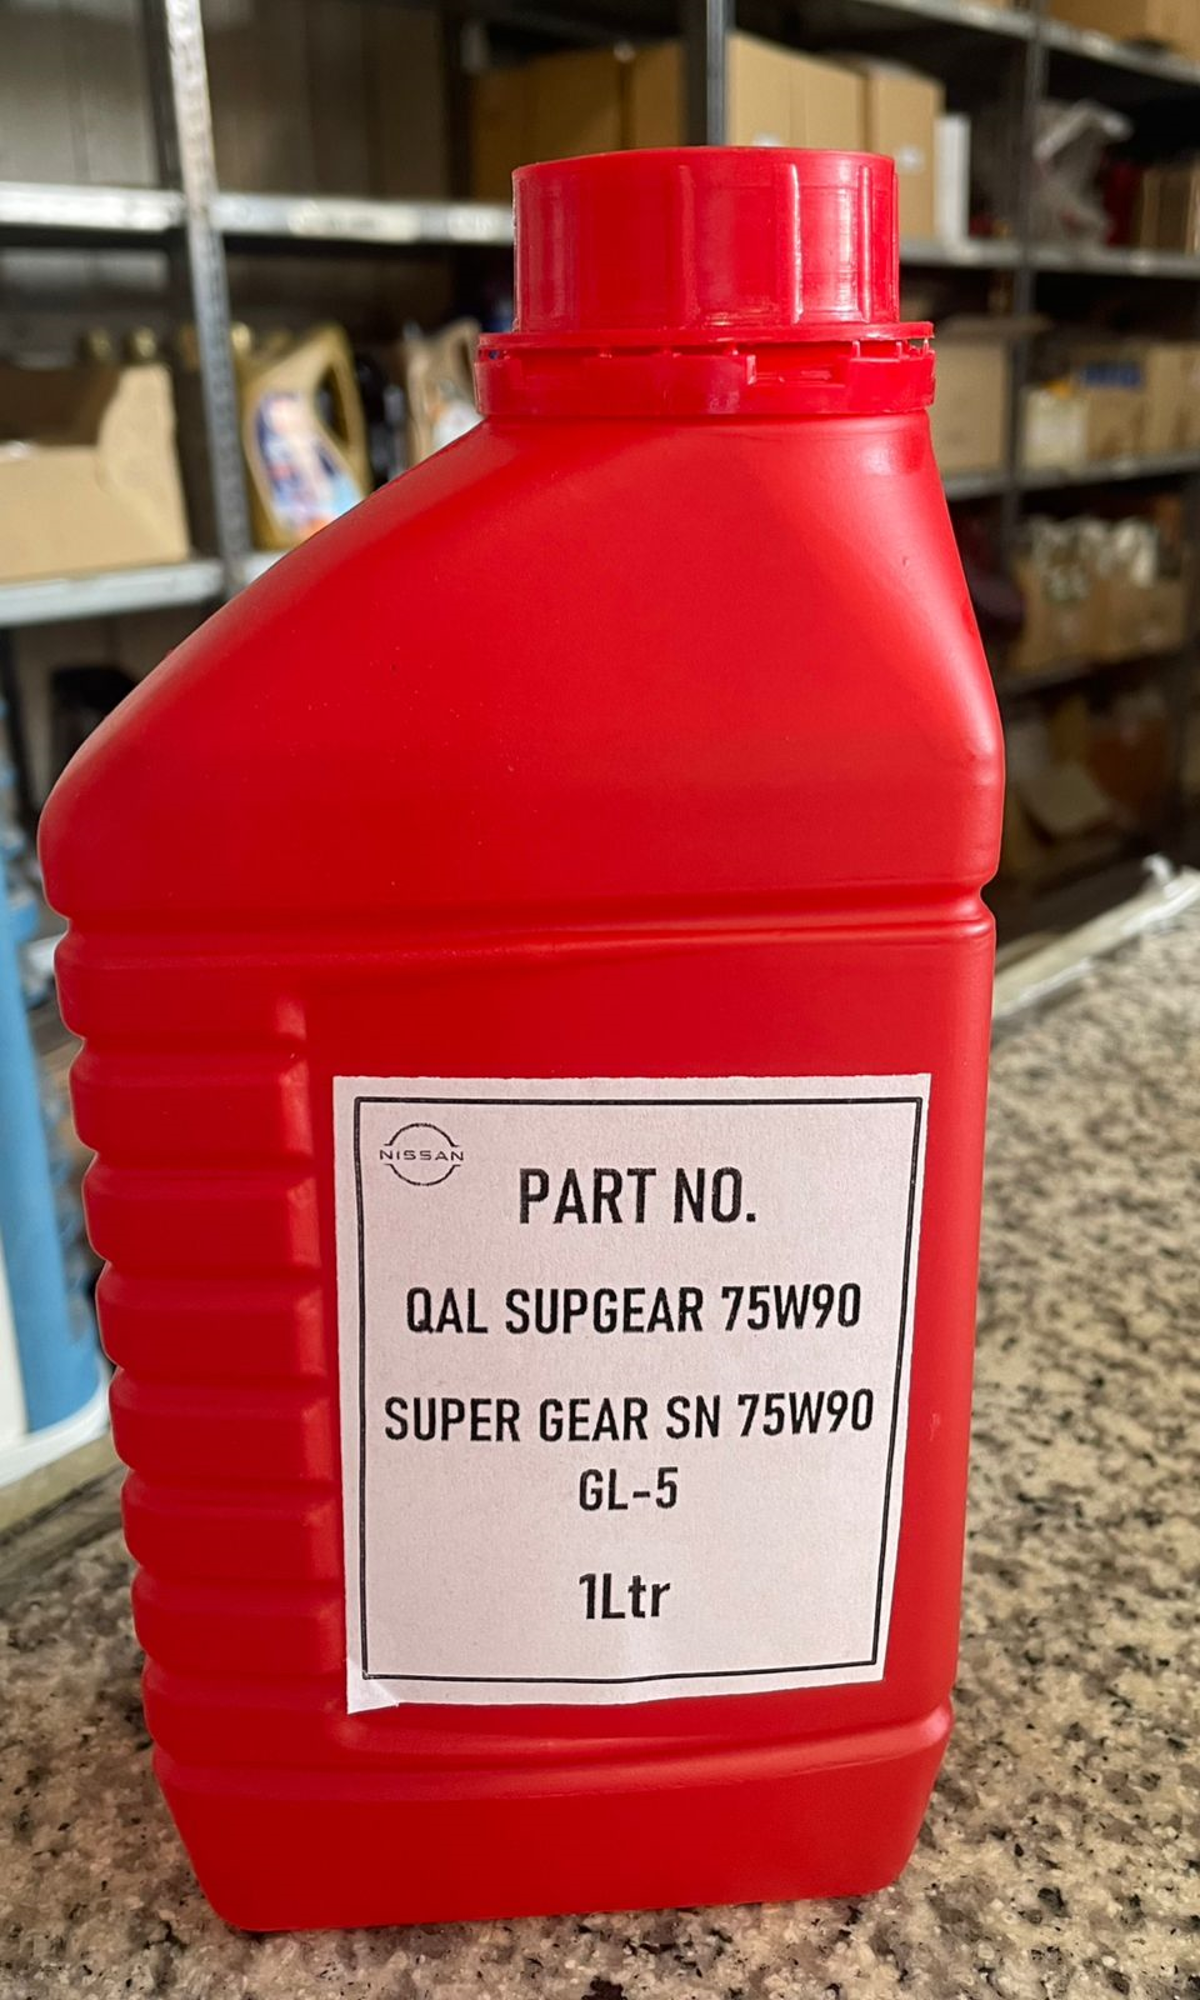 NISSAN
PART NO.
QAL SUPGEAR 75W90
SUPER GEAR SN 75W90
GL-5
1Ltr